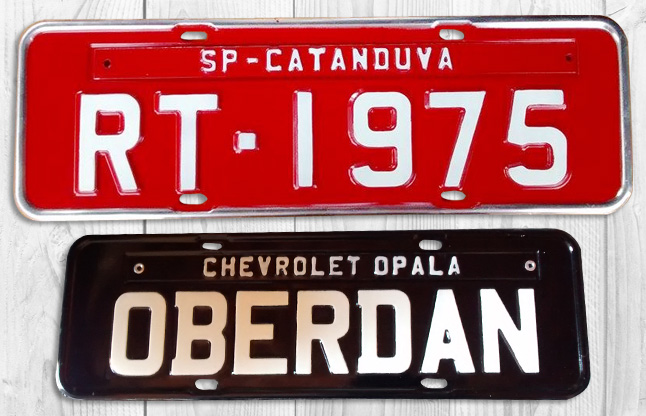 SP-CATANDUVA
RT·1975
CHEVROLET OPALA
OBERDAN